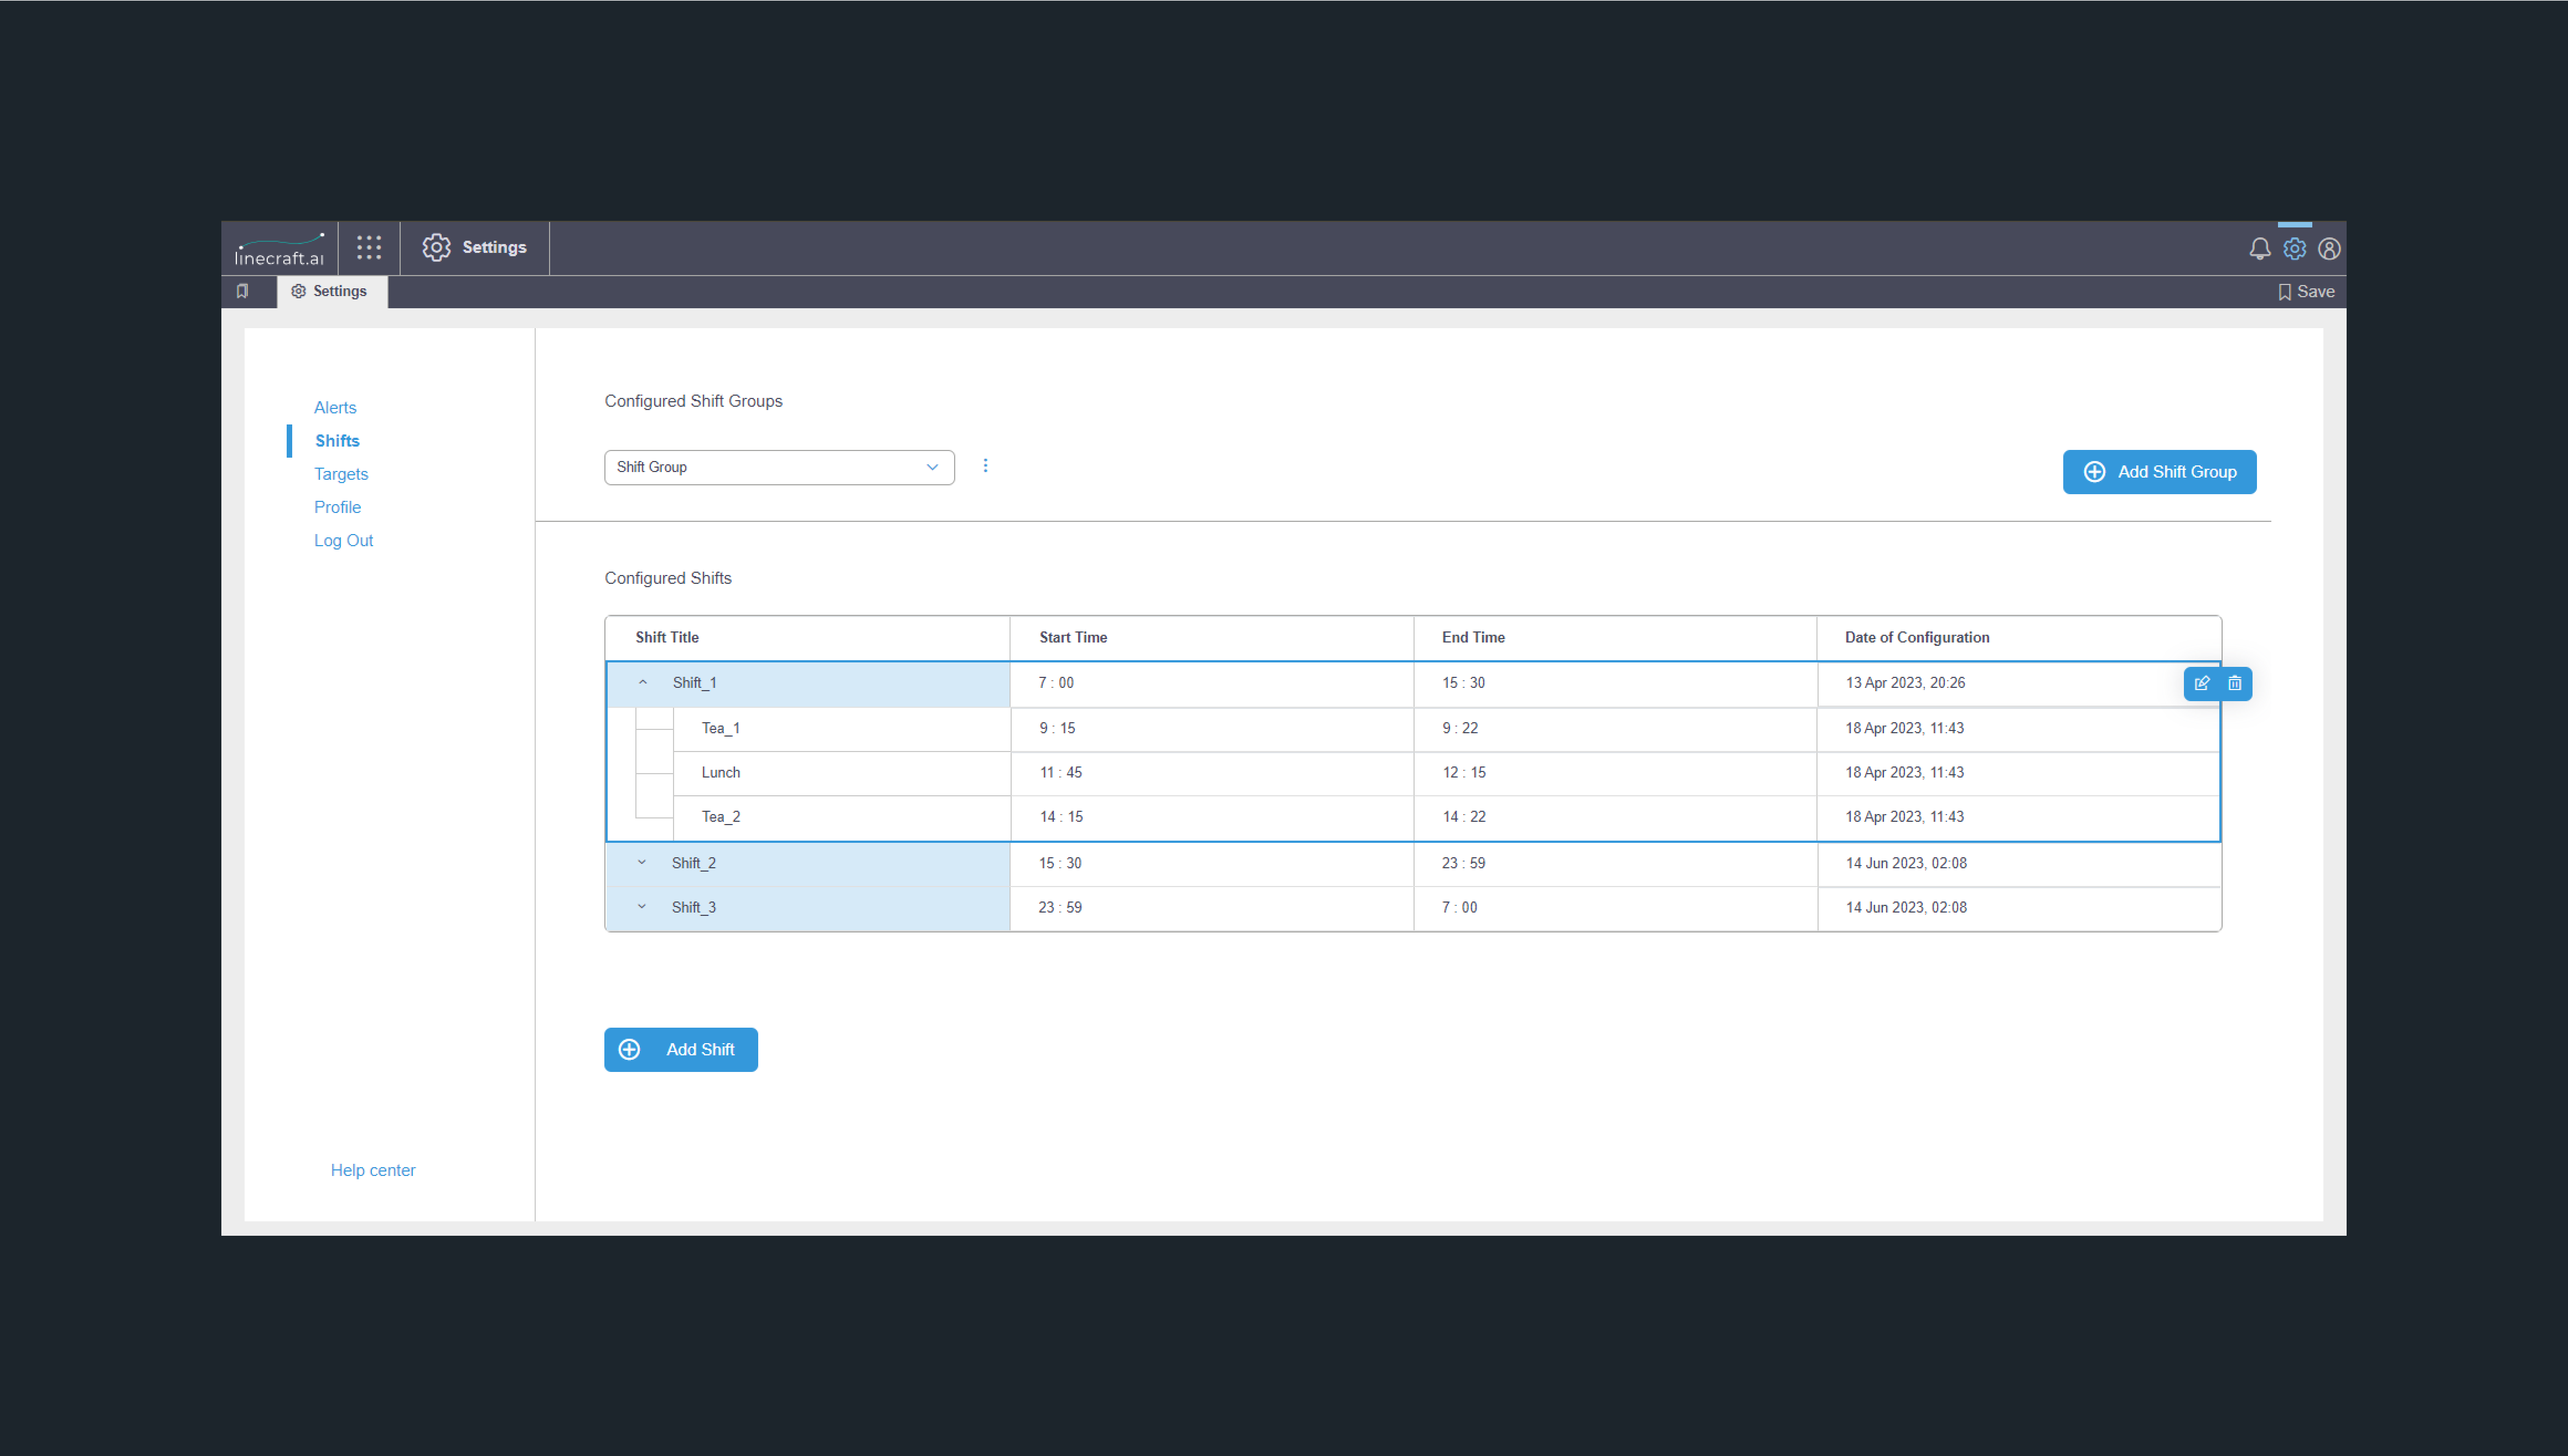 linecraft.ai
Settings
Settings
Save
Alerts
Shifts
Targets
Profile
Log Out
Help center
Configured Shift Groups
Shift Group
Add Shift Group
Configured Shifts
Shift Title Start Time End Time Date of Configuration
Shift_1 7 : 00 15 : 30 13 Apr 2023, 20:26
Tea_1 9 : 15 9 : 22 18 Apr 2023, 11:43
Lunch 11 : 45 12 : 15 18 Apr 2023, 11:43
Tea_2 14 : 15 14 : 22 18 Apr 2023, 11:43
Shift_2 15 : 30 23 : 59 14 Jun 2023, 02:08
Shift_3 23 : 59 7 : 00 14 Jun 2023, 02:08
Add Shift